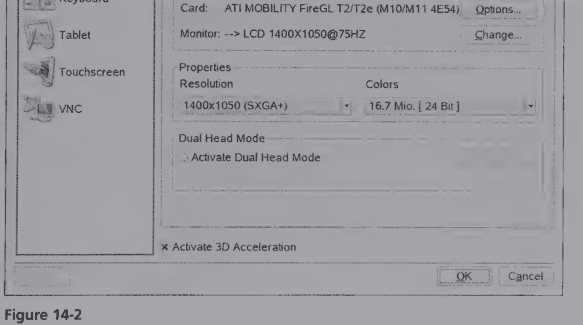 Keyboard
Card: ATI MOBILITY FireGL T2/T2e (M10/M11 4E54) Options...
Tablet
Monitor: --> LCD 1400X1050@75HZ Change...
Touchscreen
Properties
Resolution Colors
VNC
1400x1050 (SXGA+) 16.7 Mio. [ 24 Bit ]
Dual Head Mode
Activate Dual Head Mode
Activate 3D Acceleration
OK Cancel
Figure 14-2